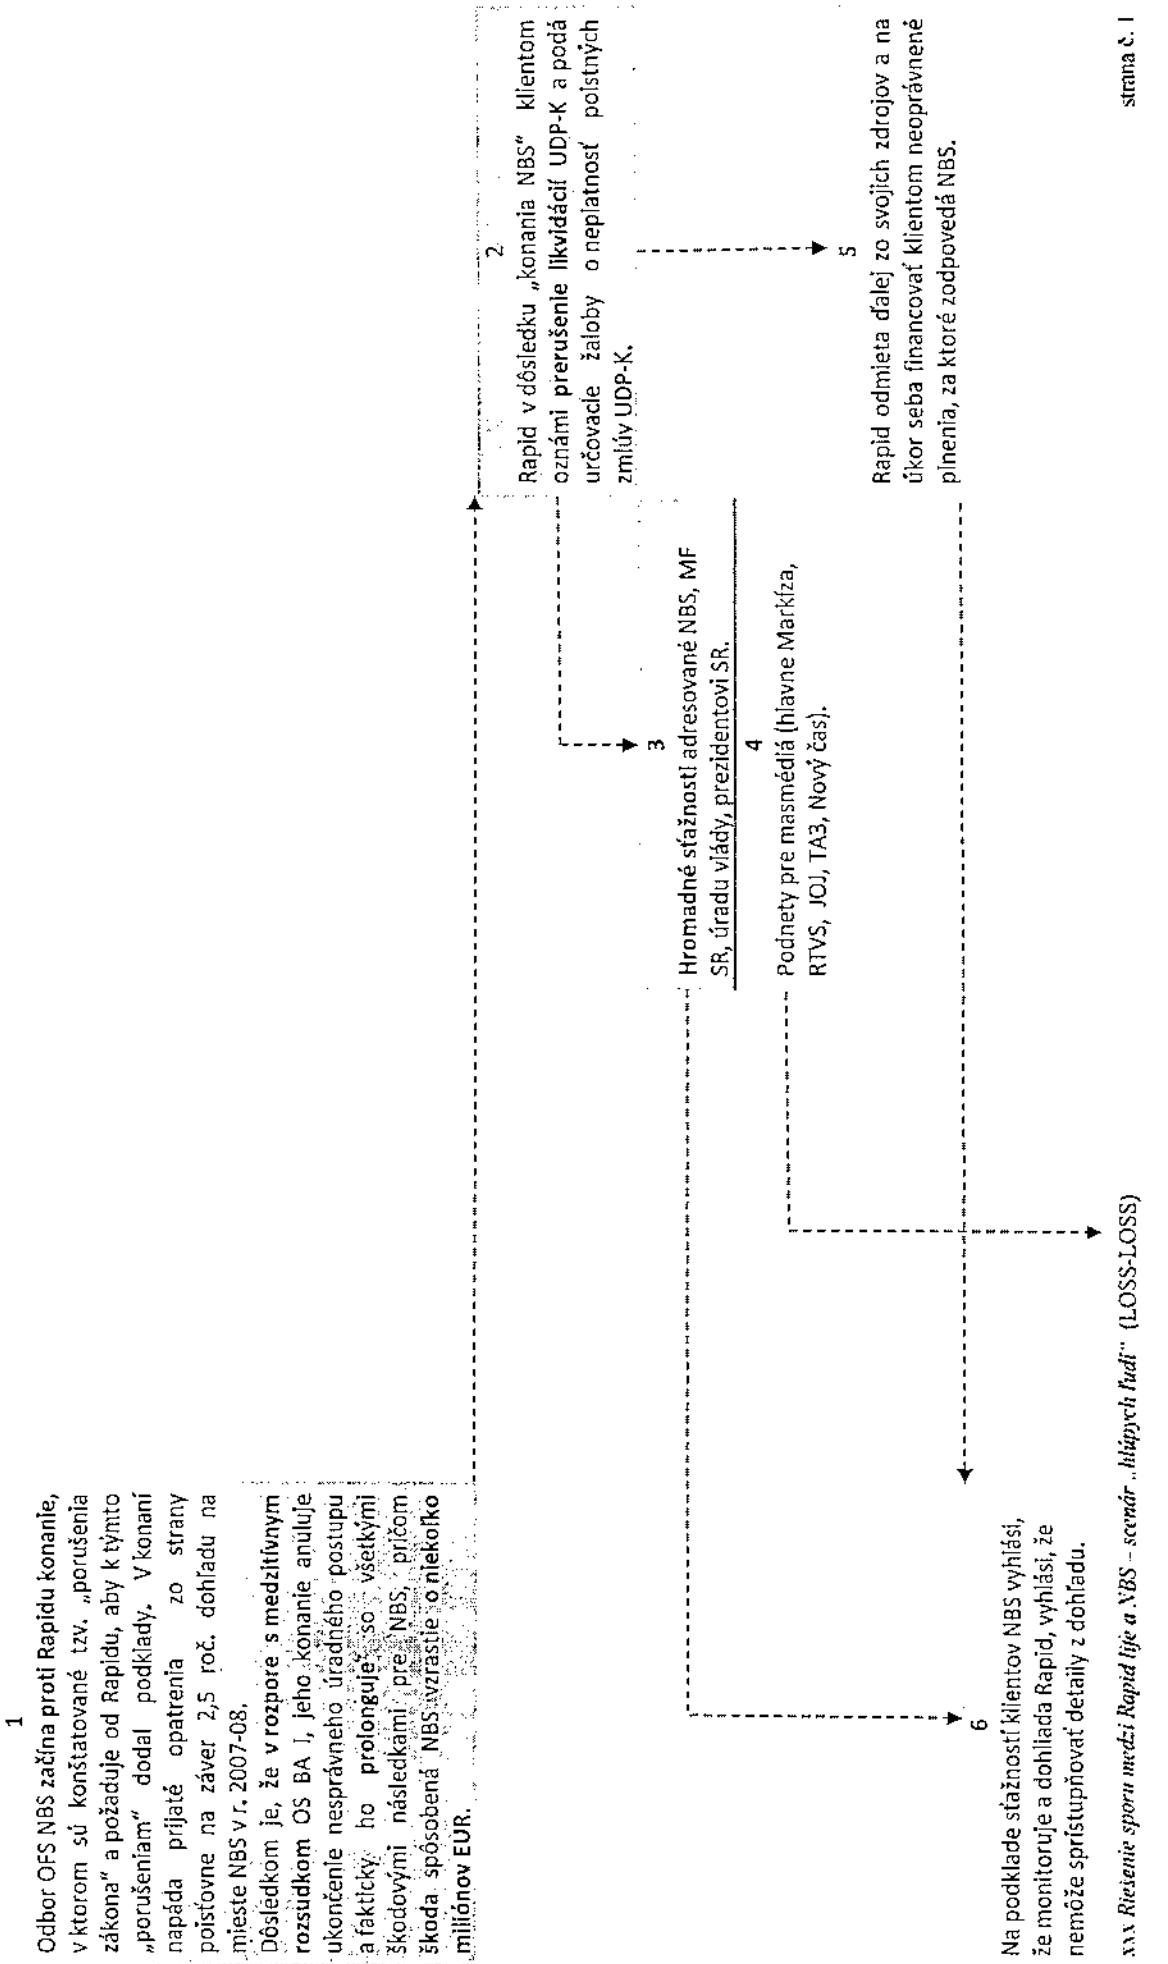 1
Odbor OFS NBS začína proti Rapidu konanie,
v ktorom sú konštatované tzv. „porušenia
zákona“ a požaduje od Rapidu, aby k týmto
„porušeniam“ dodal podklady. V konaní
napáda prijaté opatrenia zo strany
poisťovne na záver 2,5 roč. dohľadu na
mieste NBS v r. 2007-08.
Dôsledkom je, že v rozpore s medzitívnym
rozsudkom OS BA I, jeho konanie anuluje
ukončenie nesprávneho úradného postupu
a fakticky ho prolonguje so všetkými
škodovými následkami pre NBS, pričom
škoda spôsobená NBS vzrastie o niekoľko
miliónov EUR.
2
Rapid v dôsledku „konania NBS“ klientom
oznámi prerušenie likvidácií UDP-K a podá
určovacie žaloby o neplatnosť poistných
zmlúv UDP-K.
3
Hromadné sťažnosti adresované NBS, MF
SR, úradu vlády, prezidentovi SR.
4
Podnety pre masmédiá (hlavne Markíza,
RTVS, JOJ, TA3, Nový čas).
5
Rapid odmieta ďalej zo svojich zdrojov a na
úkor seba financovať klientom neoprávnené
plnenia, za ktoré zodpovedá NBS.
6
Na podklade sťažností klientov NBS vyhlási,
že monitoruje a dohliada Rapid, vyhlási, že
nemôže sprístupňovať detaily z dohľadu.
xxx Riešenie sporu medzi Rapid life a NBS – scenár „hlúpych ľudí“ (LOSS-LOSS)
strana č. 1